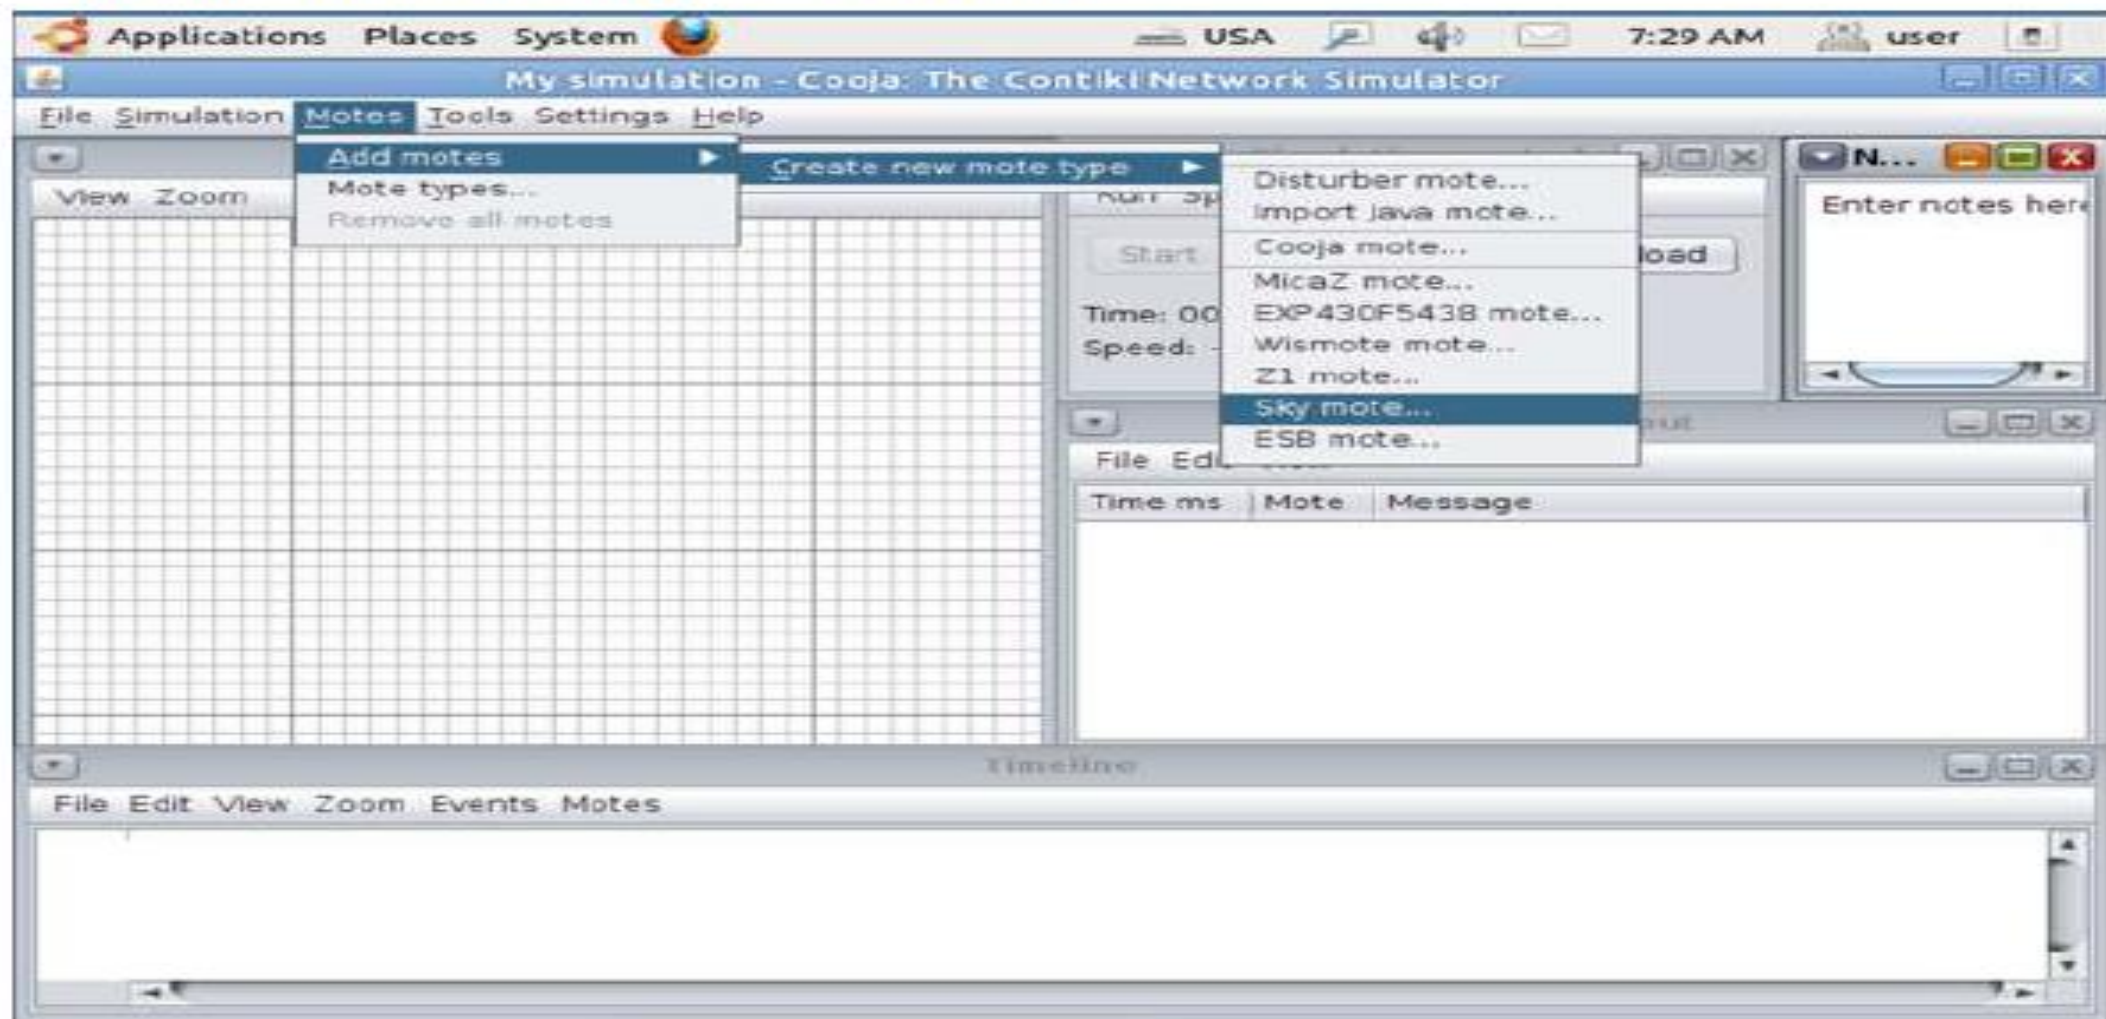 Applications Places System USA 7:29 AM user
My simulation - Cooja: The Contiki Network Simulator
File Simulation Motes Tools Settings Help
Add motes
Mote types...
Remove all motes
Create new mote type
Disturber mote...
Import Java mote...
Cooja mote...
MicaZ mote...
EXP430F5438 mote...
Wismote mote...
Z1 mote...
Sky mote...
ESB mote...
View Zoom
Run Sp
Start load
Time: 00
Speed: -
N...
Enter notes here
File Edi
Time ms Mote Message
Timeline
File Edit View Zoom Events Motes